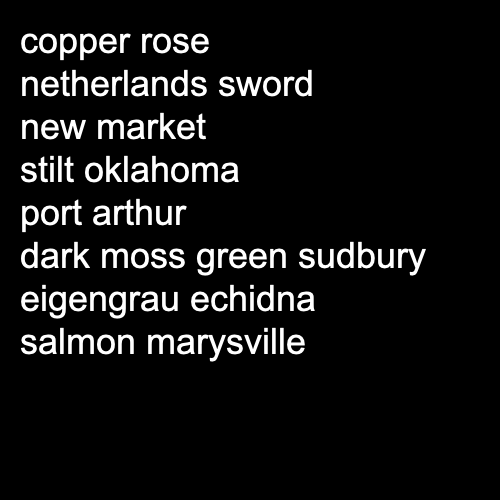 copper rose
netherlands sword
new market
stilt oklahoma
port arthur
dark moss green sudbury
eigengrau echidna
salmon marysville